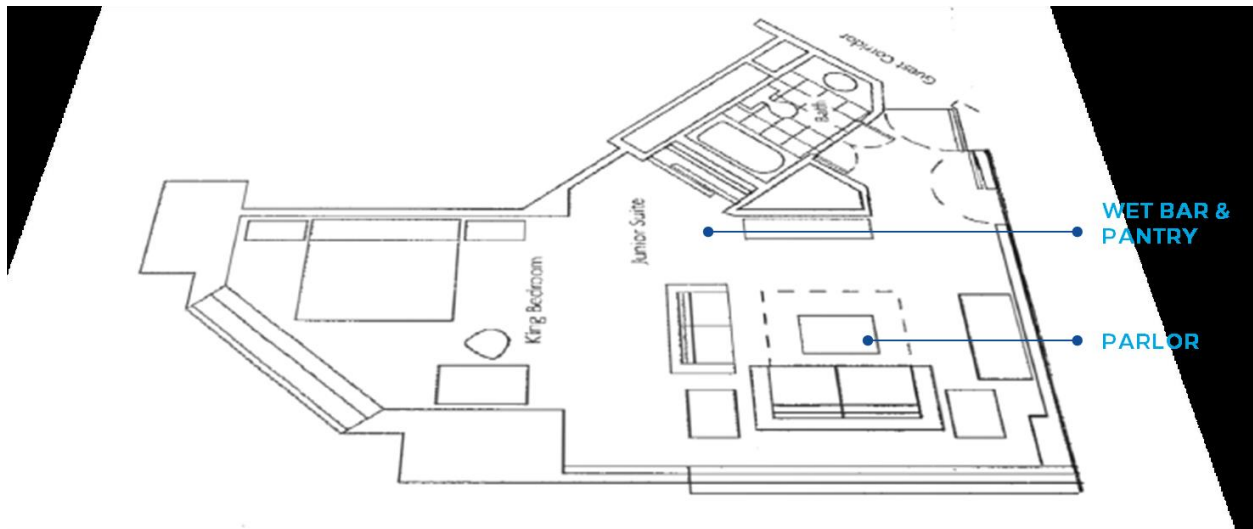 Guest Corridor
Bath
Junior Suite
King Bedroom
WET BAR &
PANTRY
PARLOR